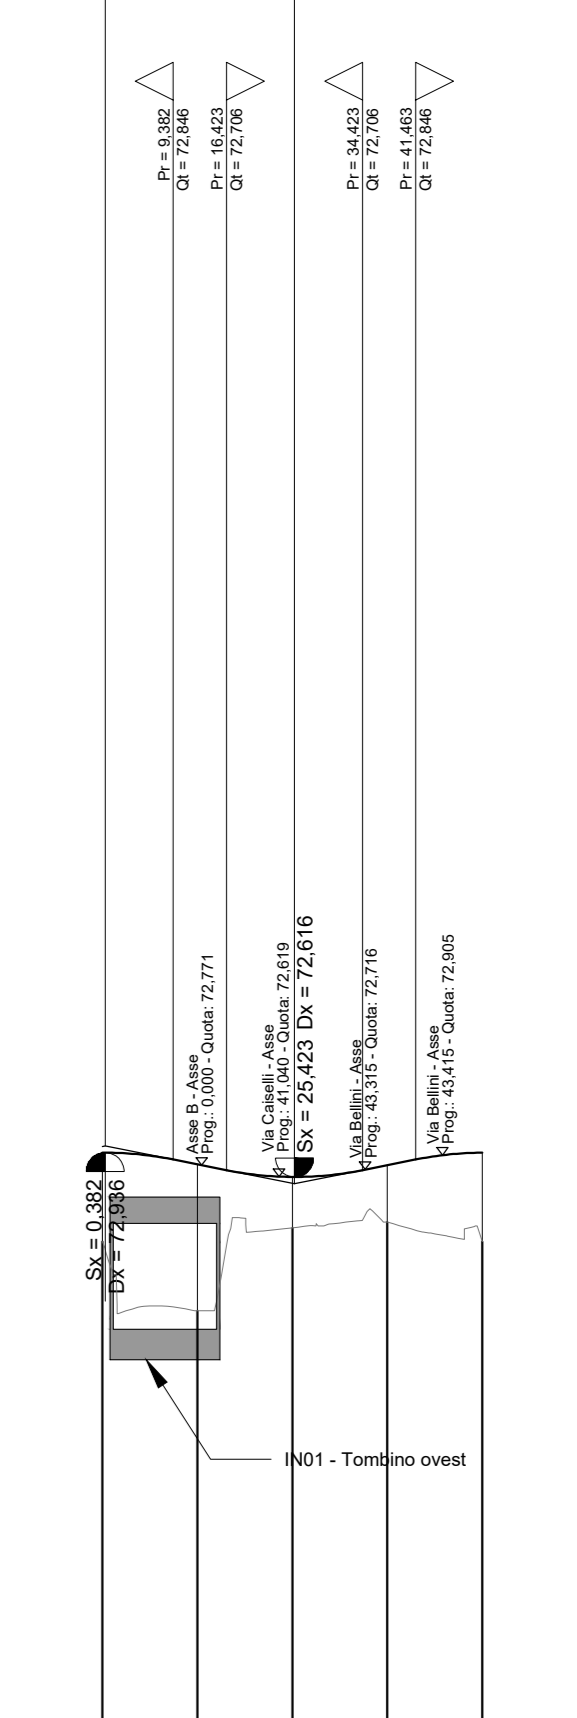 Pr = 9,382
Qt = 72,846
Pr = 16,423
Qt = 72,706
Pr = 34,423
Qt = 72,706
Pr = 41,463
Qt = 72,846
Asse B - Asse
Prog.: 0,000 - Quota: 72,771
Via Caiselli - Asse
Prog.: 41,040 - Quota: 72,619
Sx = 25,423 Dx = 72,616
Via Bellini - Asse
Prog.: 43,315 - Quota: 72,716
Via Bellini - Asse
Prog.: 43,415 - Quota: 72,905
Sx = 0,382
Dx = 72,936
IN01 - Tombino ovest